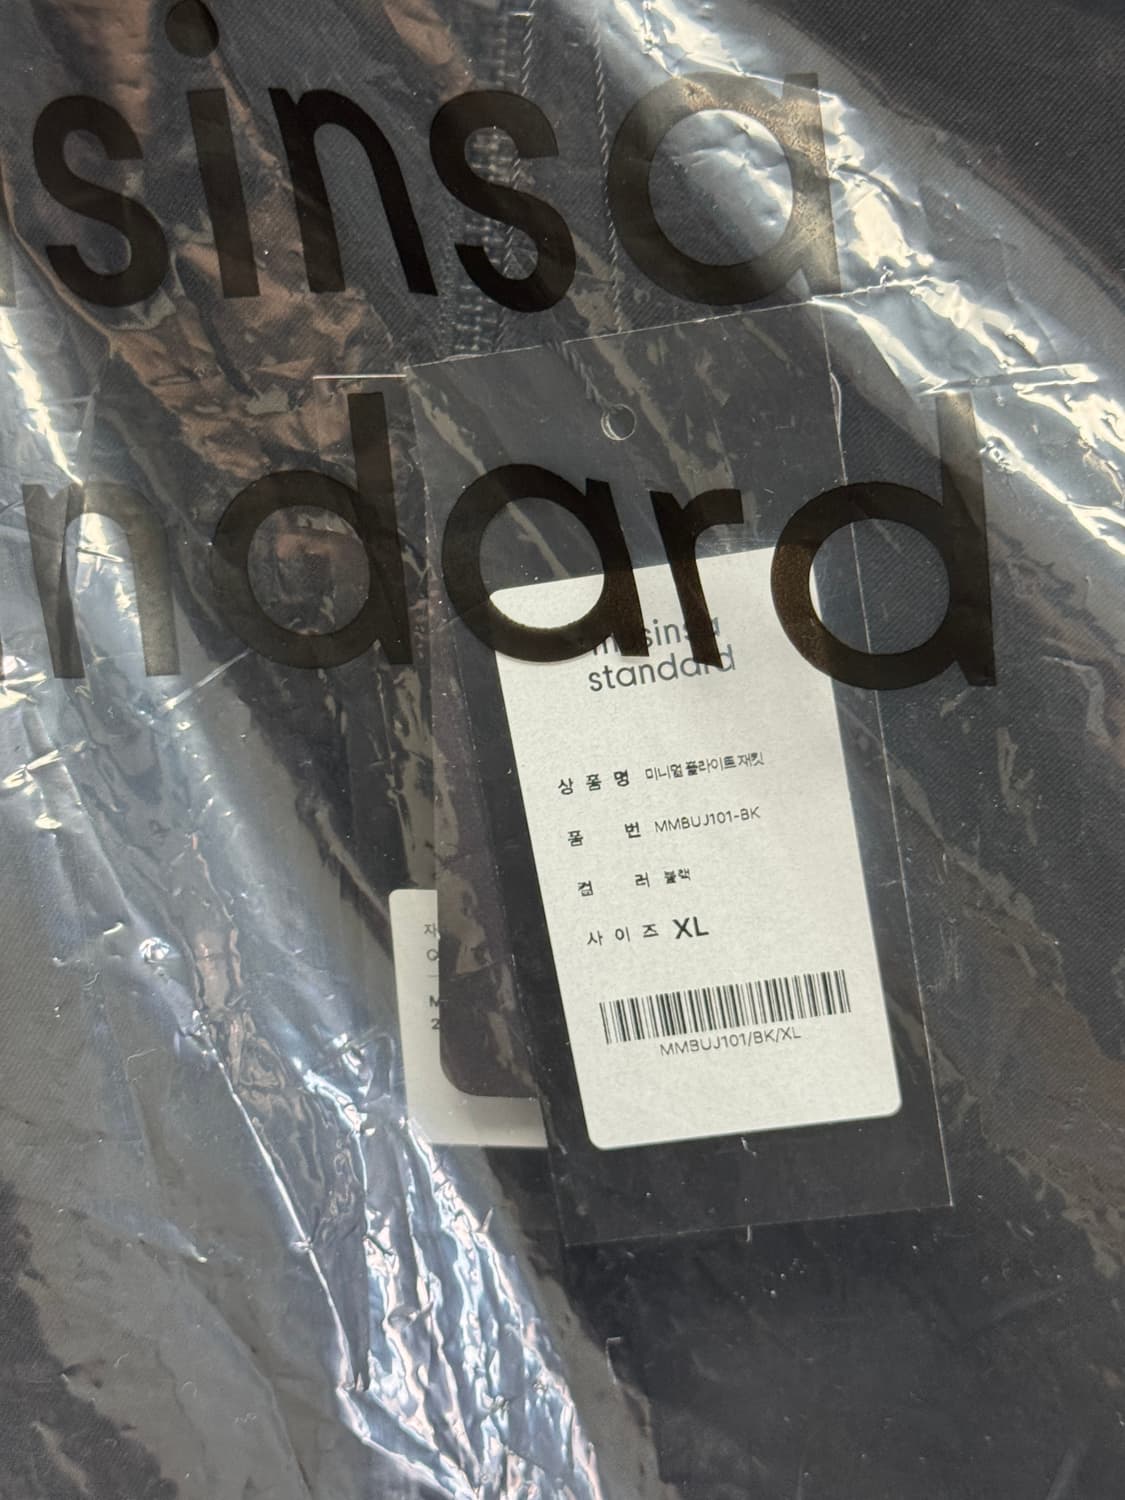 sinsa
ndard
musinsa
standard
상품명 미니멀 플라이트 재킷
품번 MMBUJ101-BK
컬러 블랙
사이즈 XL
MMBUJ101/BK/XL